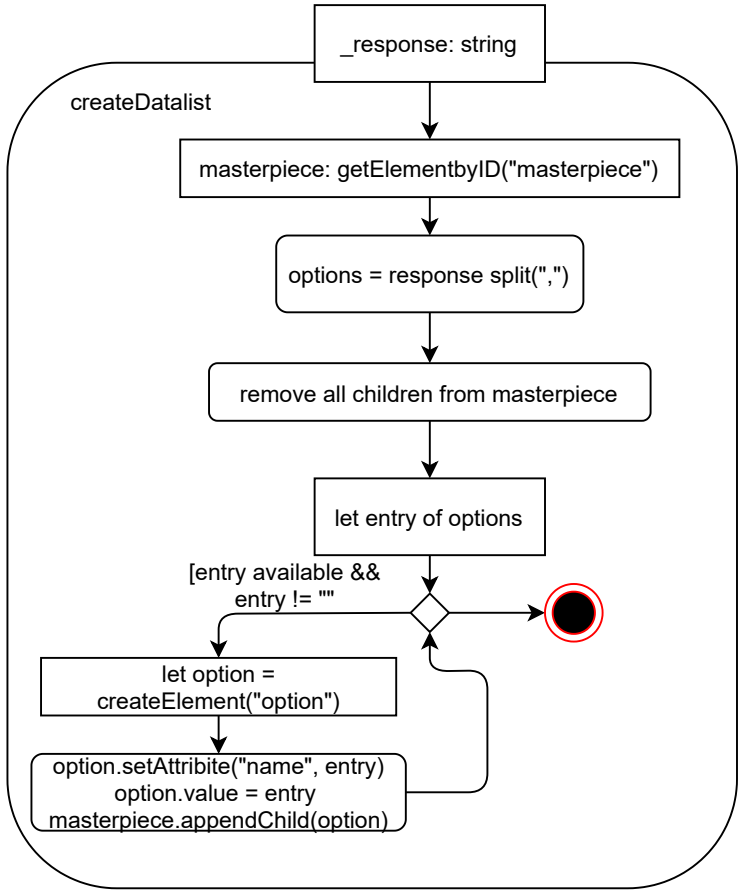 _response: string
createDatalist
masterpiece: getElementbyID("masterpiece")
options = response split(",")
remove all children from masterpiece
let entry of options
[entry available &&
entry != ""
let option =
createElement("option")
option.setAttribite("name", entry)
option.value = entry
masterpiece.appendChild(option)